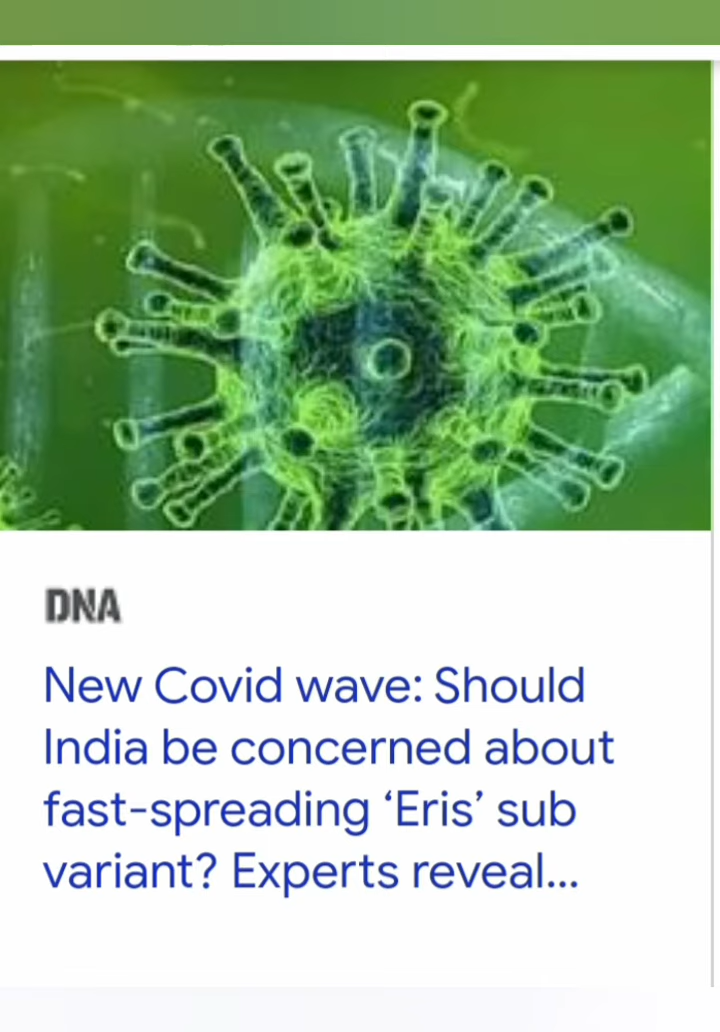 DNA
New Covid wave: Should
India be concerned about
fast-spreading ‘Eris’ sub
variant? Experts reveal...